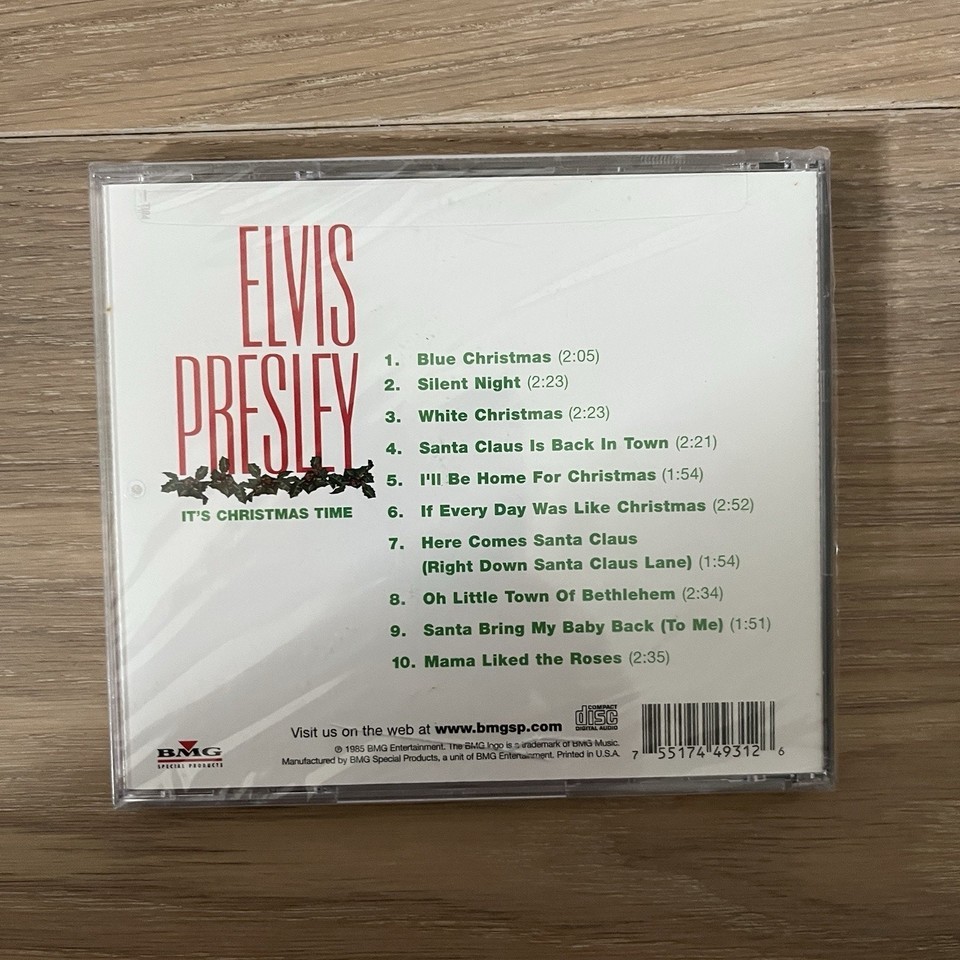 ELVIS
PRESLEY
IT'S CHRISTMAS TIME
1. Blue Christmas (2:05)
2. Silent Night (2:23)
3. White Christmas (2:23)
4. Santa Claus Is Back In Town (2:21)
5. I'll Be Home For Christmas (1:54)
6. If Every Day Was Like Christmas (2:52)
7. Here Comes Santa Claus
(Right Down Santa Claus Lane) (1:54)
8. Oh Little Town Of Bethlehem (2:34)
9. Santa Bring My Baby Back (To Me) (1:51)
10. Mama Liked the Roses (2:35)
Visit us on the web at www.bmgsp.com
COMPACT
disc
DIGITAL AUDIO
BMG
SPECIAL PRODUCTS
℗ 1985 BMG Entertainment. The BMG logo is a trademark of BMG Music.
Manufactured by BMG Special Products, a unit of BMG Entertainment. Printed in U.S.A.
7 55174 49312 6